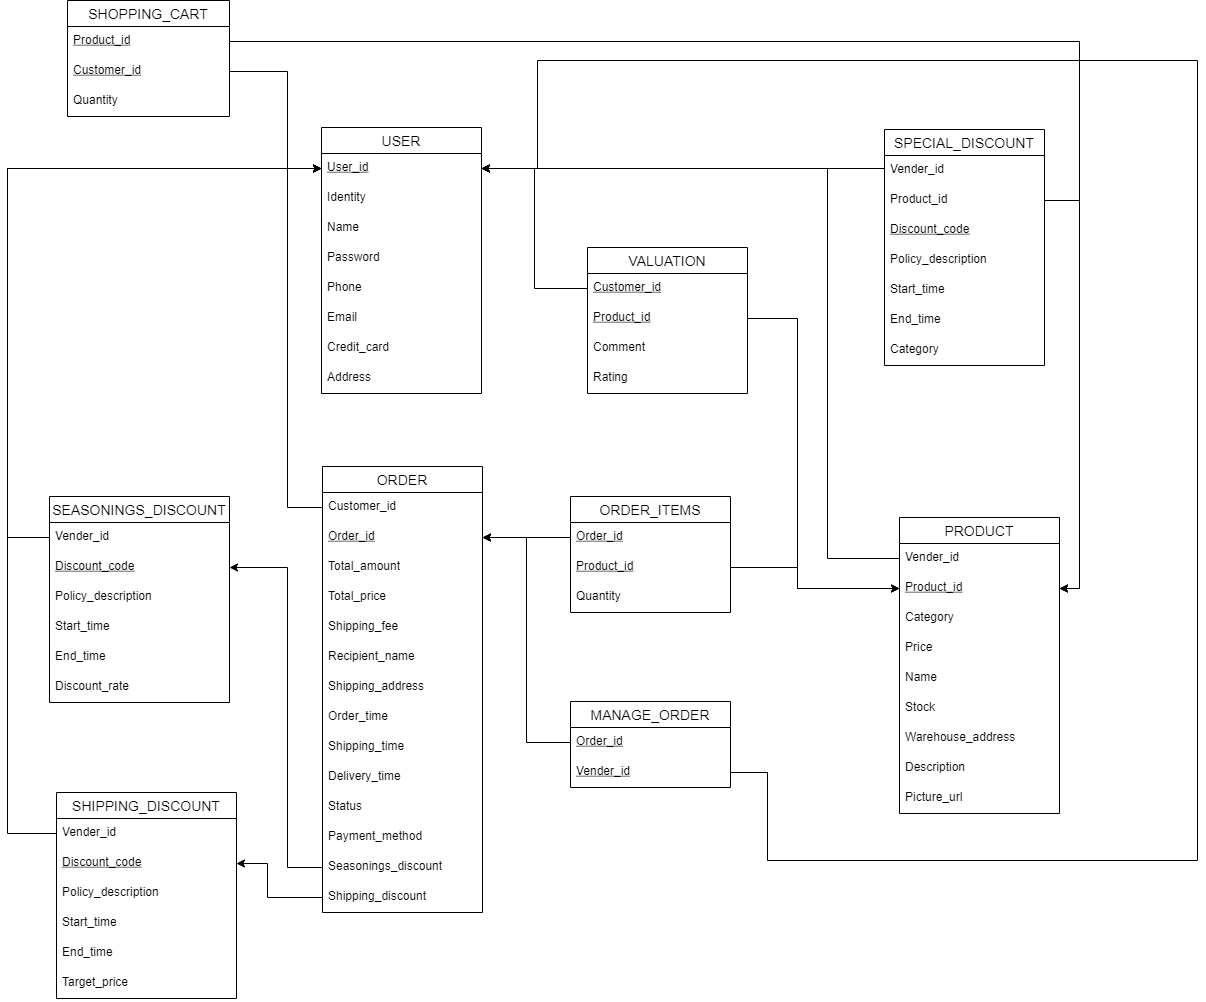 SHOPPING_CART
Product_id
Customer_id
Quantity
USER
User_id
Identity
Name
Password
Phone
Email
Credit_card
Address
SPECIAL_DISCOUNT
Vender_id
Product_id
Discount_code
Policy_description
Start_time
End_time
Category
VALUATION
Customer_id
Product_id
Comment
Rating
SEASONINGS_DISCOUNT
Vender_id
Discount_code
Policy_description
Start_time
End_time
Discount_rate
ORDER
Customer_id
Order_id
Total_amount
Total_price
Shipping_fee
Recipient_name
Shipping_address
Order_time
Shipping_time
Delivery_time
Status
Payment_method
Seasonings_discount
Shipping_discount
ORDER_ITEMS
Order_id
Product_id
Quantity
PRODUCT
Vender_id
Product_id
Category
Price
Name
Stock
Warehouse_address
Description
Picture_url
MANAGE_ORDER
Order_id
Vender_id
SHIPPING_DISCOUNT
Vender_id
Discount_code
Policy_description
Start_time
End_time
Target_price